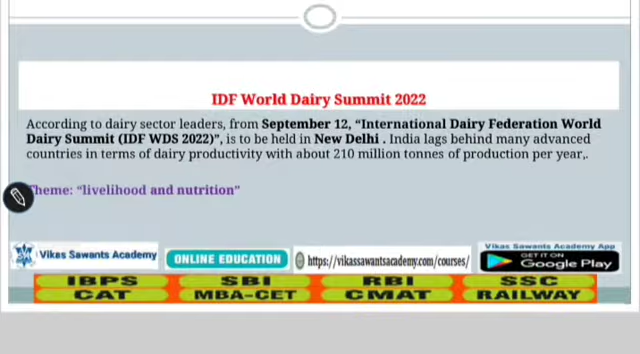 IDF World Dairy Summit 2022
According to dairy sector leaders, from September 12, “International Dairy Federation World
Dairy Summit (IDF WDS 2022)”, is to be held in New Delhi . India lags behind many advanced
countries in terms of dairy productivity with about 210 million tonnes of production per year,.
heme: “livelihood and nutrition”
Vikas Sawants Academy
ONLINE EDUCATION
https://vikassawantsacademy.com/courses/
Vikas Sawants Academy App
GET IT ON
Google Play
IBPS SBI RBI SSC
CAT MBA-CET CMAT RAILWAY